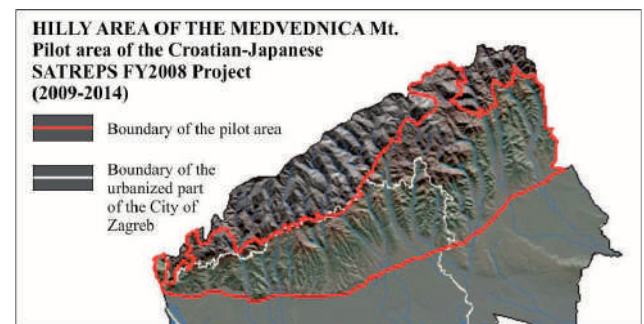 HILLY AREA OF THE MEDVEDNICA Mt.
Pilot area of the Croatian-Japanese
SATREPS FY2008 Project
(2009-2014)
Boundary of the pilot area
Boundary of the
urbanized part
of the City of
Zagreb